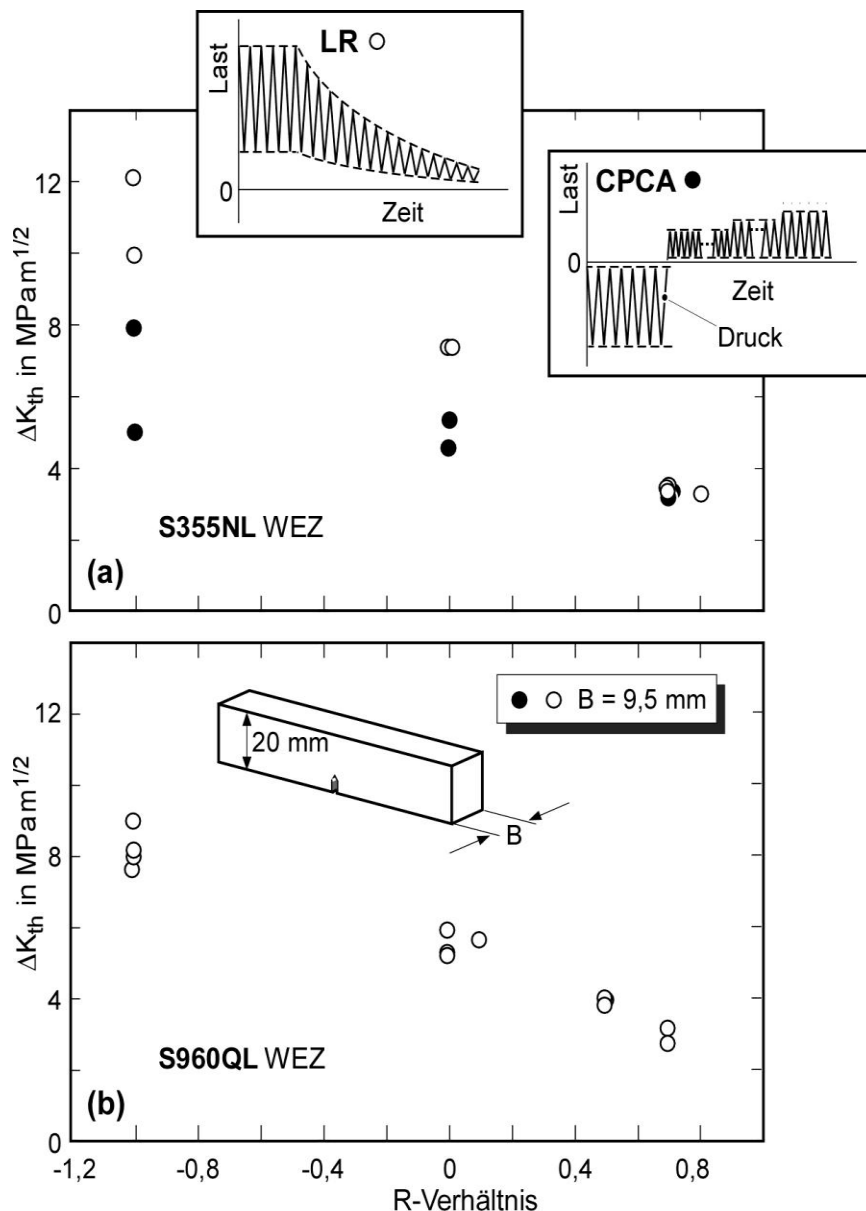 LR
Last
0
Zeit
CPCA
Last
0
Zeit
Druck
ΔKth in MPam1/2
12
8
4
0
S355NL WEZ
(a)
B = 9,5 mm
20 mm
B
ΔKth in MPam1/2
12
8
4
0
S960QL WEZ
(b)
-1,2 -0,8 -0,4 0 0,4 0,8
R-Verhältnis